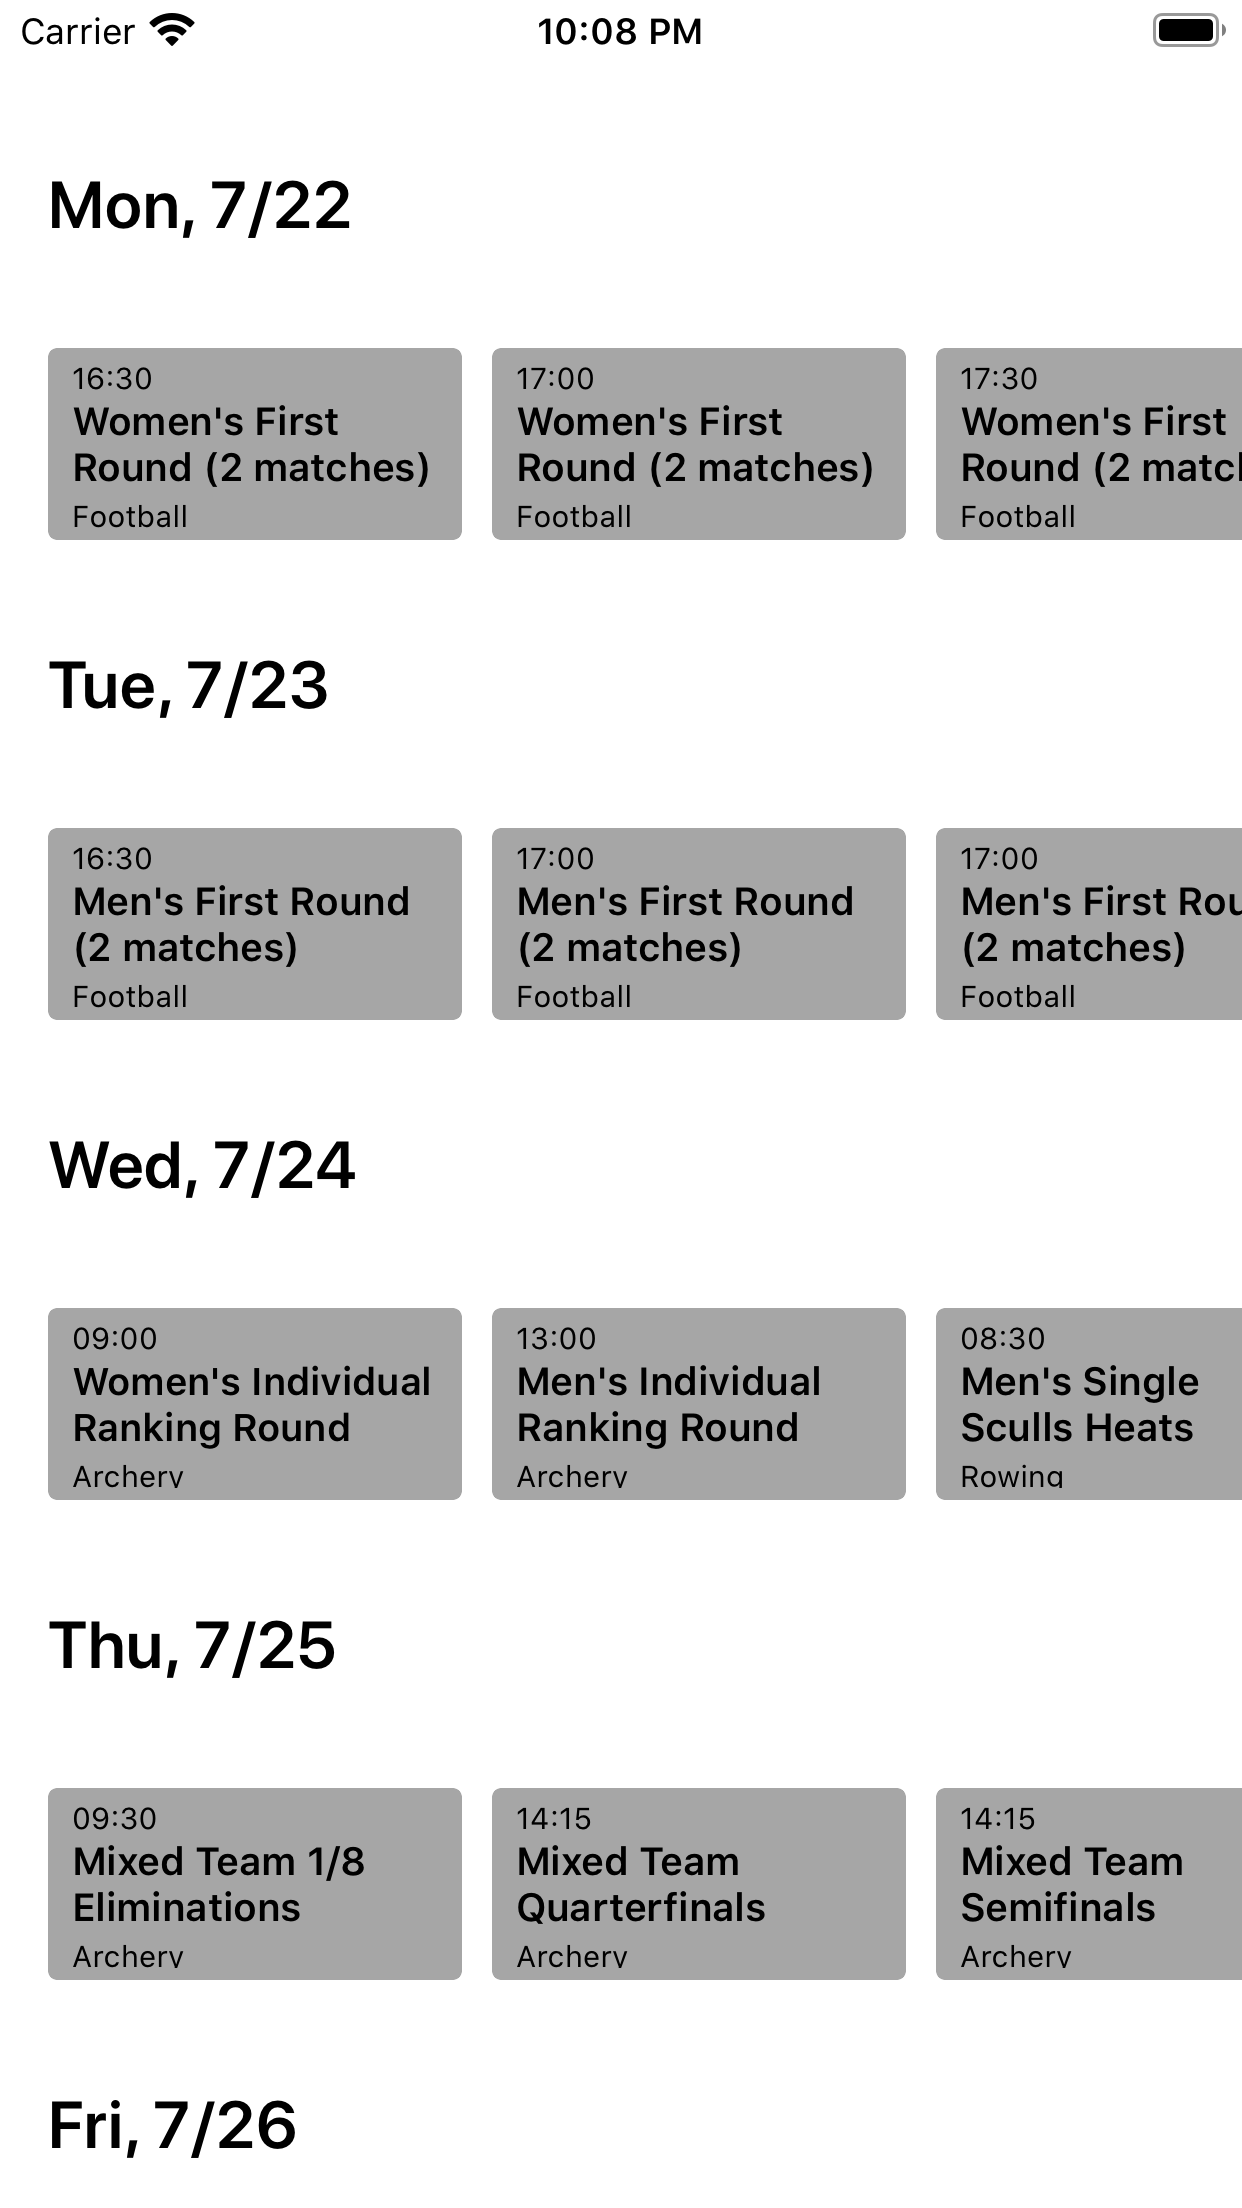 Carrier 10:08 PM
Mon, 7/22
16:30
Women's First
Round (2 matches)
Football
17:00
Women's First
Round (2 matches)
Football
17:30
Women's First
Round (2
Football
Tue, 7/23
16:30
Men's First Round
(2 matches)
Football
17:00
Men's First Round
(2 matches)
Football
17:00
Men's First
(2 matches)
Football
Wed, 7/24
09:00
Women's Individual
Ranking Round
Archery
13:00
Men's Individual
Ranking Round
Archery
08:30
Men's Single
Sculls Heats
Rowing
Thu, 7/25
09:30
Mixed Team 1/8
Eliminations
Archery
14:15
Mixed Team
Quarterfinals
Archery
14:15
Mixed Team
Semifinals
Archery
Fri, 7/26